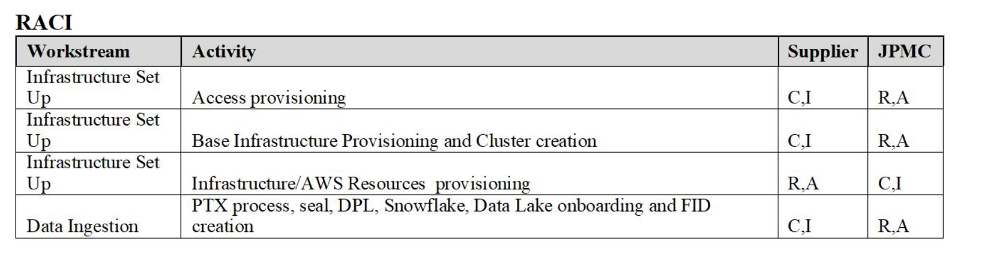 RACI
Workstream Activity Supplier JPMC
Infrastructure Set
Up Access provisioning C,I R,A
Infrastructure Set
Up Base Infrastructure Provisioning and Cluster creation C,I R,A
Infrastructure Set
Up Infrastructure/AWS Resources  provisioning R,A C,I
PTX process, seal, DPL, Snowflake, Data Lake onboarding and FID
Data Ingestion creation C,I R,A